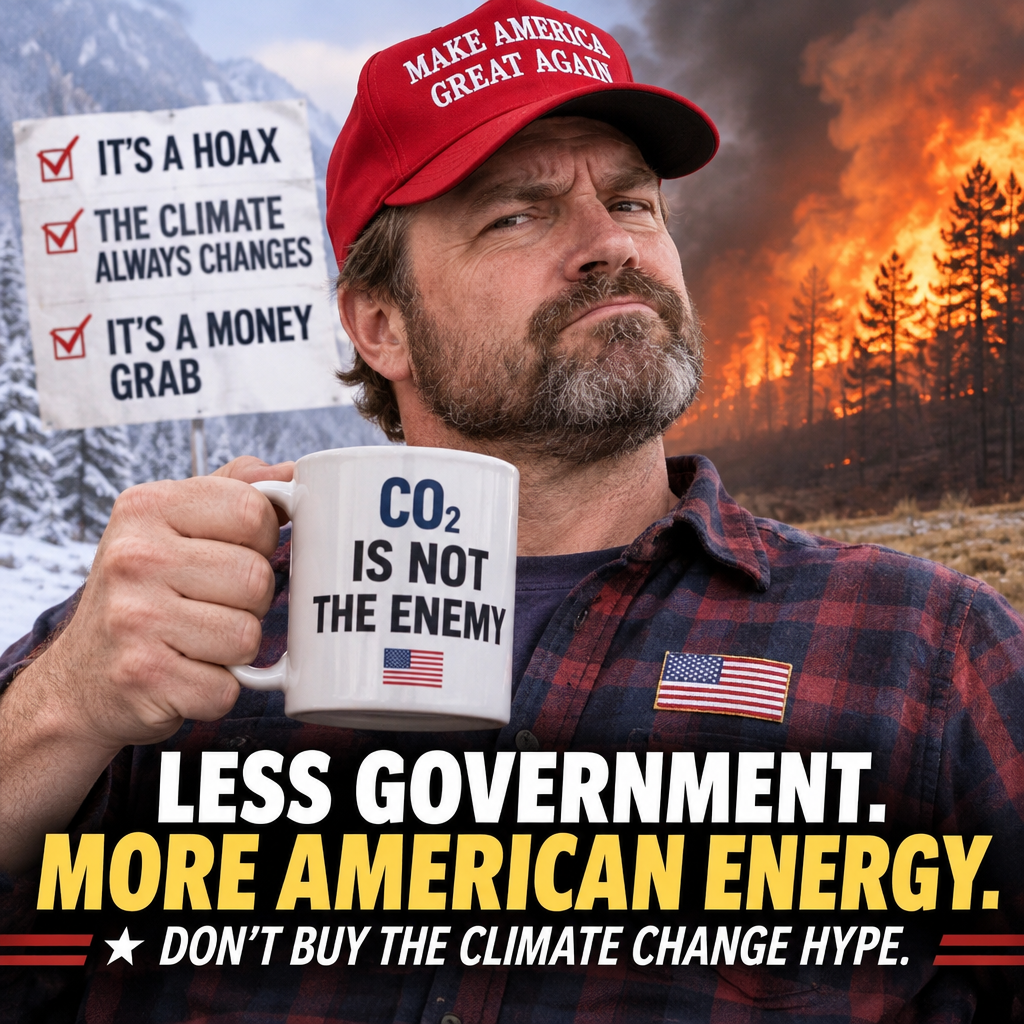 MAKE AMERICA
GREAT AGAIN
IT'S A HOAX
THE CLIMATE
ALWAYS CHANGES
IT'S A MONEY
GRAB
CO₂
IS NOT
THE ENEMY
LESS GOVERNMENT.
MORE AMERICAN ENERGY.
DON'T BUY THE CLIMATE CHANGE HYPE.